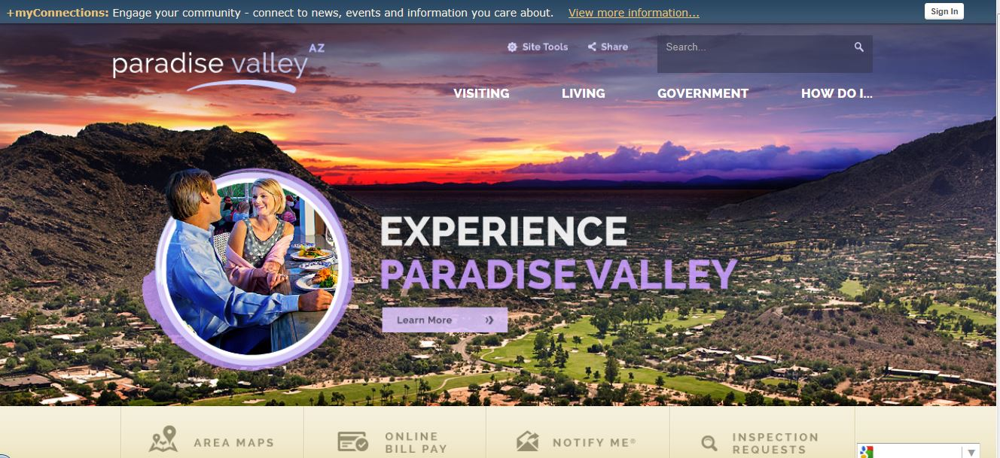 +myConnections: Engage your community - connect to news, events and information you care about. View more information... Sign In
paradise valley AZ
Site Tools Share Search...
VISITING LIVING GOVERNMENT HOW DO I...
EXPERIENCE
PARADISE VALLEY
Learn More
AREA MAPS
ONLINE
BILL PAY
NOTIFY ME®
INSPECTION
REQUESTS